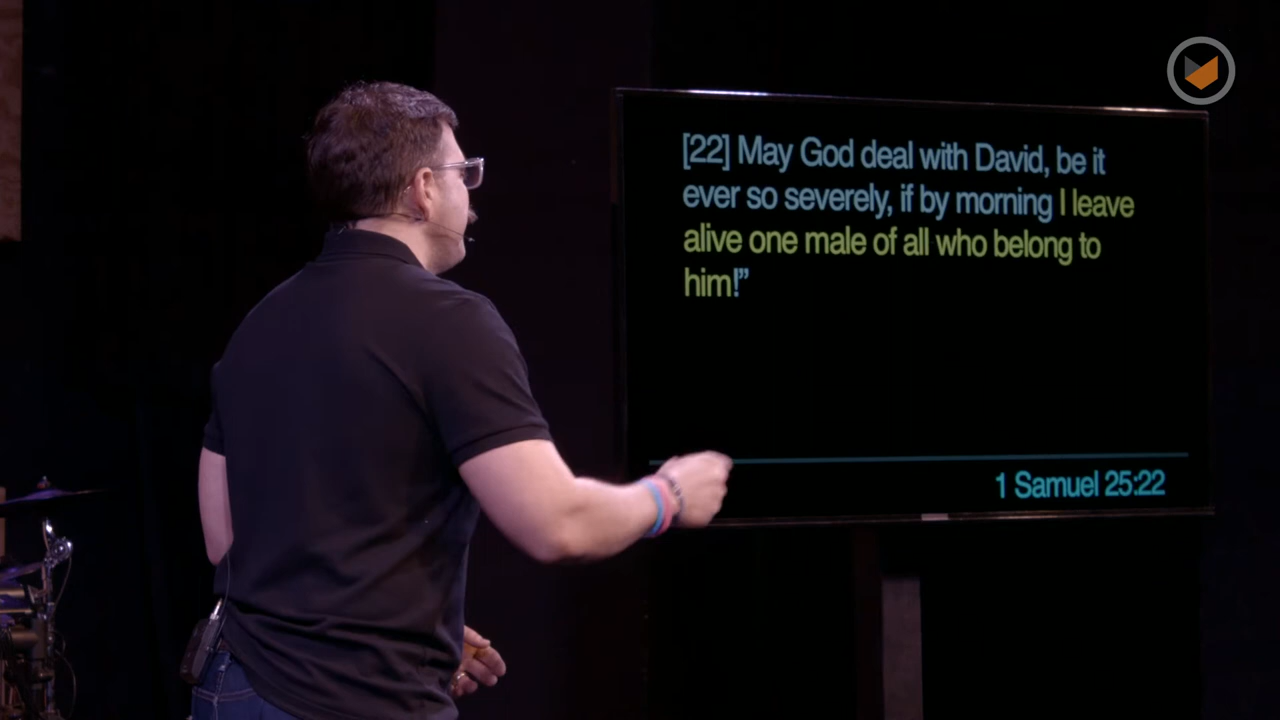 [22] May God deal with David, be it
ever so severely, if by morning I leave
alive one male of all who belong to
him!”
1 Samuel 25:22